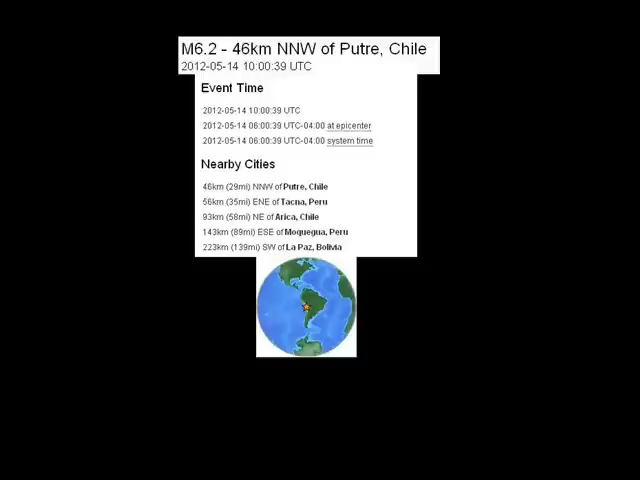 M6.2 - 46km NNW of Putre, Chile
2012-05-14 10:00:39 UTC
Event Time
2012-05-14 10:00:39 UTC
2012-05-14 06:00:39 UTC-04:00 at epicenter
2012-05-14 06:00:39 UTC-04:00 system time
Nearby Cities
46km (29mi) NNW of Putre, Chile
56km (35mi) ENE of Tacna, Peru
93km (58mi) NE of Arica, Chile
143km (89mi) ESE of Moquegua, Peru
223km (139mi) SW of La Paz, Bolivia